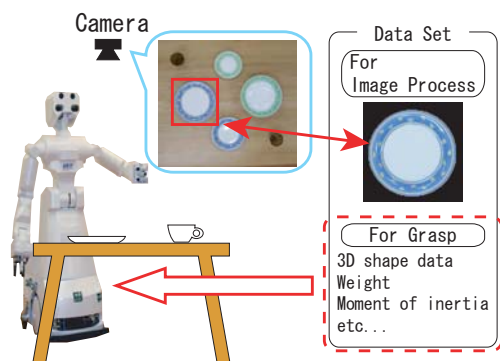 Camera
Data Set
For
Image Process
For Grasp
3D shape data
Weight
Moment of inertia
etc...